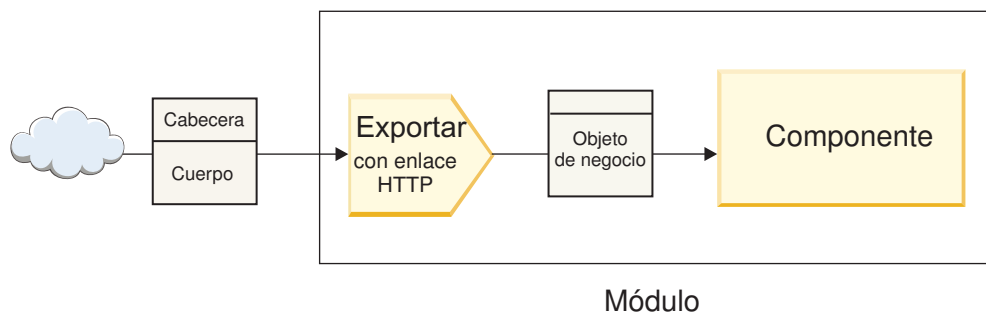 Cabecera
Cuerpo
Exportar
con enlace
HTTP
Objeto
de negocio
Componente
Módulo